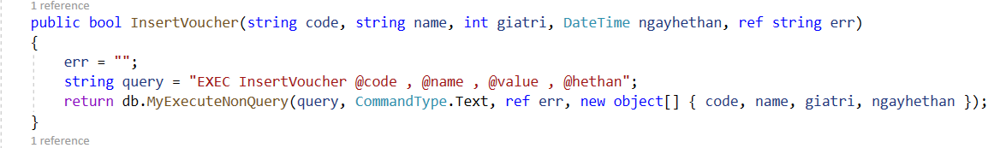 1 reference
public bool InsertVoucher(string code, string name, int giatri, DateTime ngayhethan, ref string err)
{
err = "";
string query = "EXEC InsertVoucher @code , @name , @value , @hethan";
return db.MyExecuteNonQuery(query, CommandType.Text, ref err, new object[] { code, name, giatri, ngayhethan });
}
1 reference